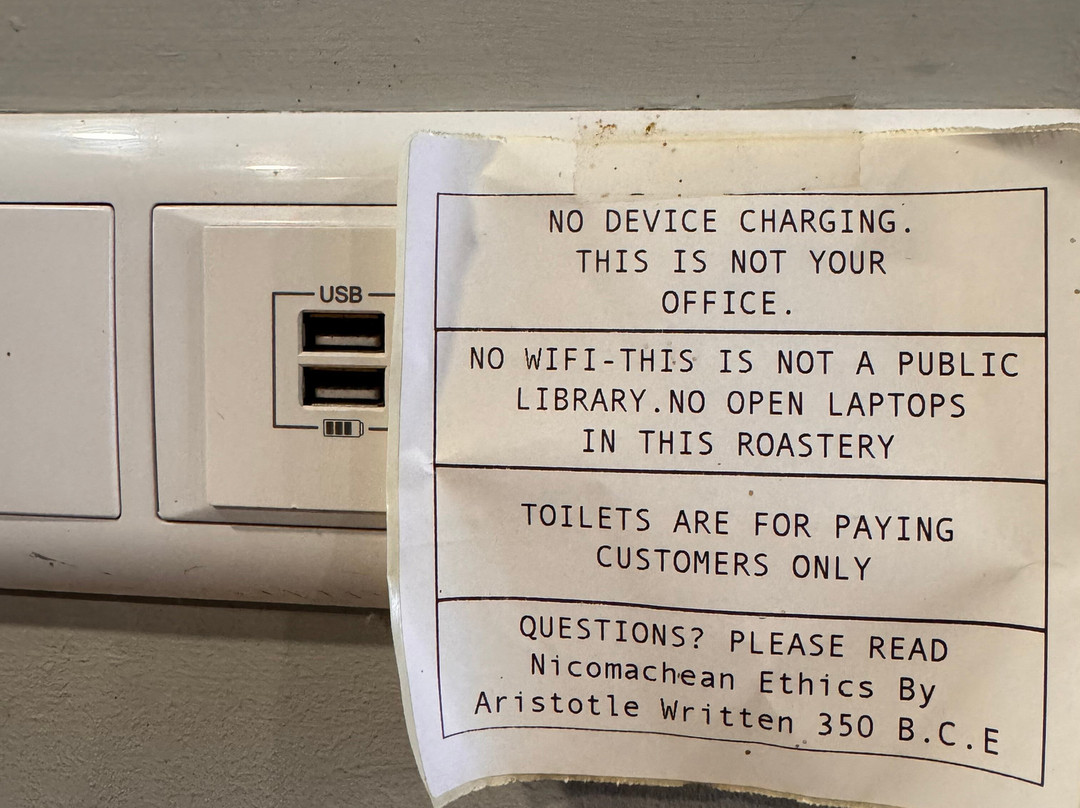 USB
NO DEVICE CHARGING.
THIS IS NOT YOUR
OFFICE.
NO WIFI-THIS IS NOT A PUBLIC
LIBRARY.NO OPEN LAPTOPS
IN THIS ROASTERY
TOILETS ARE FOR PAYING
CUSTOMERS ONLY
QUESTIONS? PLEASE READ
Nicomachean Ethics By
Aristotle Written 350 B.C.E